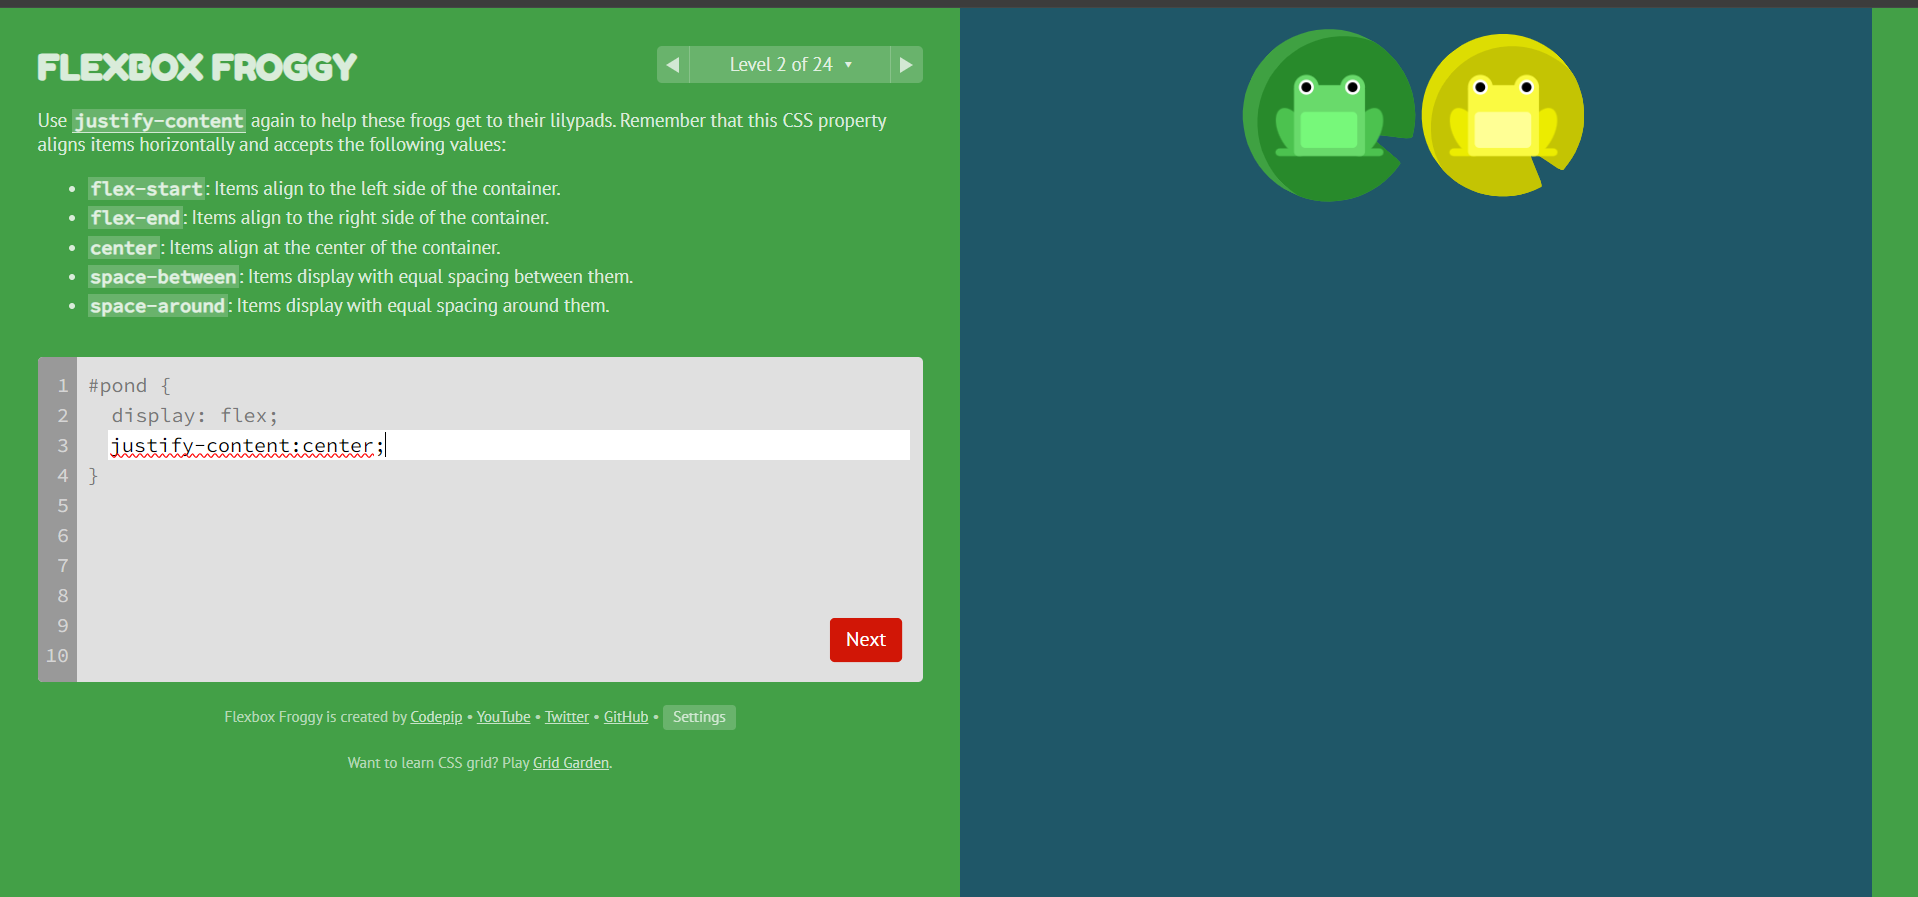 FLEXBOX FROGGY
◀ Level 2 of 24 ▼ ▶
Use justify-content again to help these frogs get to their lilypads. Remember that this CSS property
aligns items horizontally and accepts the following values:
• flex-start: Items align to the left side of the container.
• flex-end: Items align to the right side of the container.
• center: Items align at the center of the container.
• space-between: Items display with equal spacing between them.
• space-around: Items display with equal spacing around them.
1 #pond {
2 display: flex;
3 justify-content:center;
4 }
5
6
7
8
9
10
Next
Flexbox Froggy is created by Codepip • YouTube • Twitter • GitHub • Settings
Want to learn CSS grid? Play Grid Garden.